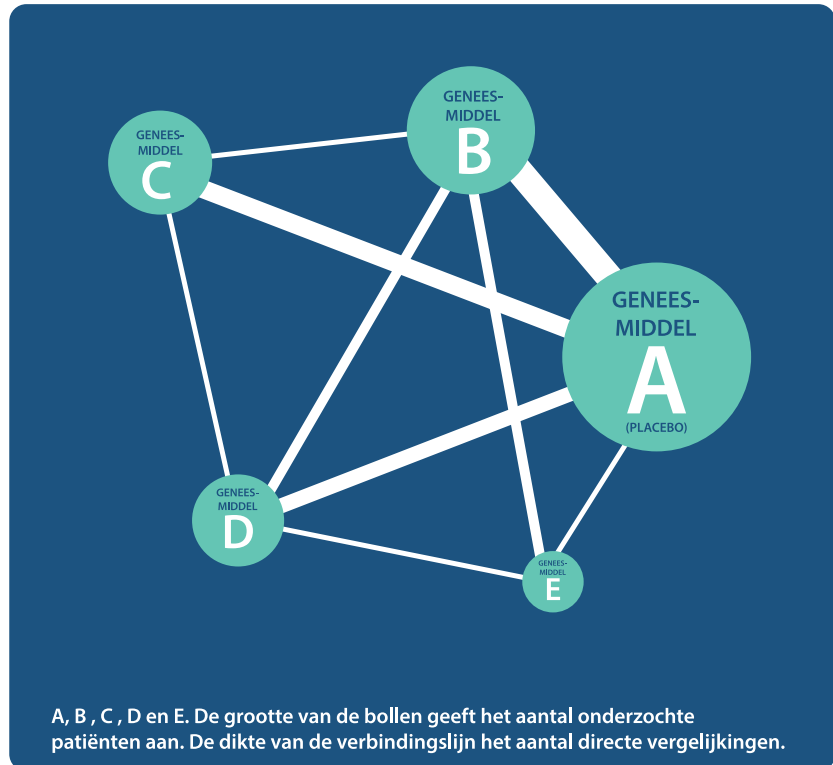 GENEES-
MIDDEL
B
GENEES-
MIDDEL
C
GENEES-
MIDDEL
A
(PLACEBO)
GENEES-
MIDDEL
D
GENEES-
MIDDEL
E
A, B , C , D en E. De grootte van de bollen geeft het aantal onderzochte
patiënten aan. De dikte van de verbindingslijn het aantal directe vergelijkingen.